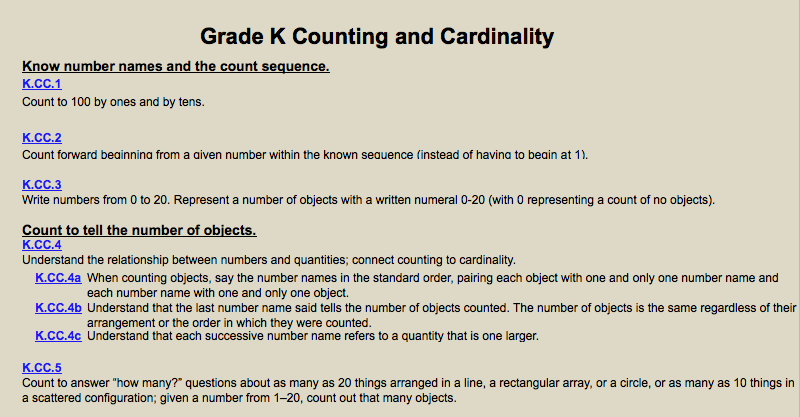 Grade K Counting and Cardinality
Know number names and the count sequence.
K.CC.1
Count to 100 by ones and by tens.
K.CC.2
Count forward beginning from a given number within the known sequence (instead of having to begin at 1).
K.CC.3
Write numbers from 0 to 20. Represent a number of objects with a written numeral 0-20 (with 0 representing a count of no objects).
Count to tell the number of objects.
K.CC.4
Understand the relationship between numbers and quantities; connect counting to cardinality.
K.CC.4a When counting objects, say the number names in the standard order, pairing each object with one and only one number name and
each number name with one and only one object.
K.CC.4b Understand that the last number name said tells the number of objects counted. The number of objects is the same regardless of their
arrangement or the order in which they were counted.
K.CC.4c Understand that each successive number name refers to a quantity that is one larger.
K.CC.5
Count to answer “how many?” questions about as many as 20 things arranged in a line, a rectangular array, or a circle, or as many as 10 things in
a scattered configuration; given a number from 1–20, count out that many objects.